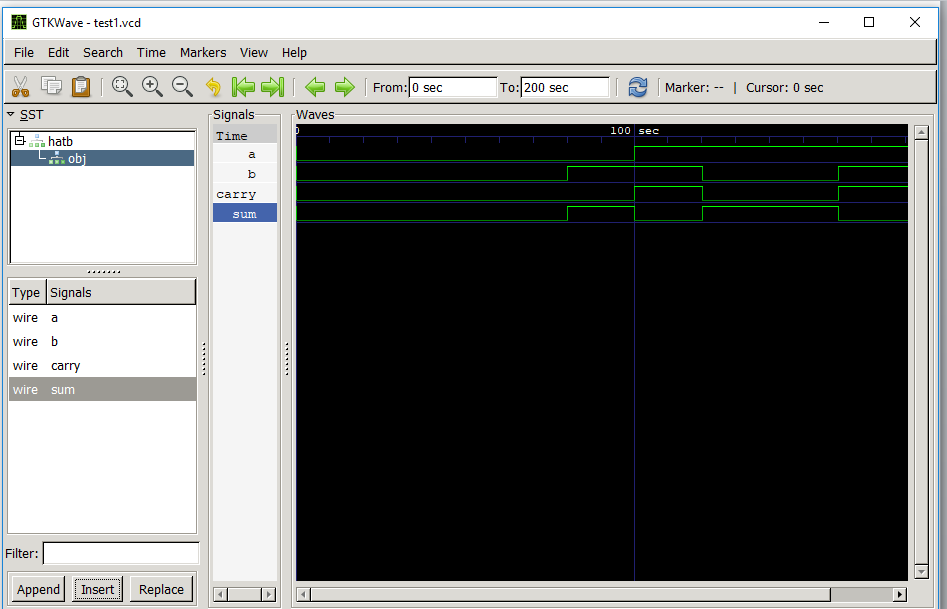 GTKWave - test1.vcd
File Edit Search Time Markers View Help
From: 0 sec To: 200 sec Marker: -- | Cursor: 0 sec
SST
hatb
obj
Type Signals
wire a
wire b
wire carry
wire sum
Filter:
Append Insert Replace
Signals
Time
a
b
carry
sum
Waves
0 100 sec